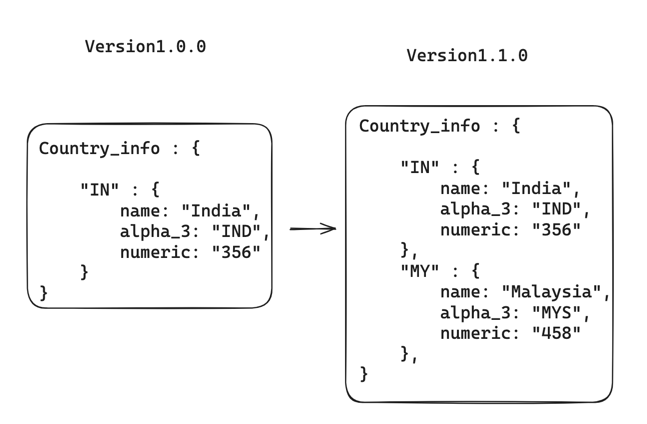 Version1.0.0
Country_info : {
"IN" : {
name: "India",
alpha_3: "IND",
numeric: "356"
}
}
Version1.1.0
Country_info : {
"IN" : {
name: "India",
alpha_3: "IND",
numeric: "356"
},
"MY" : {
name: "Malaysia",
alpha_3: "MYS",
numeric: "458"
},
}